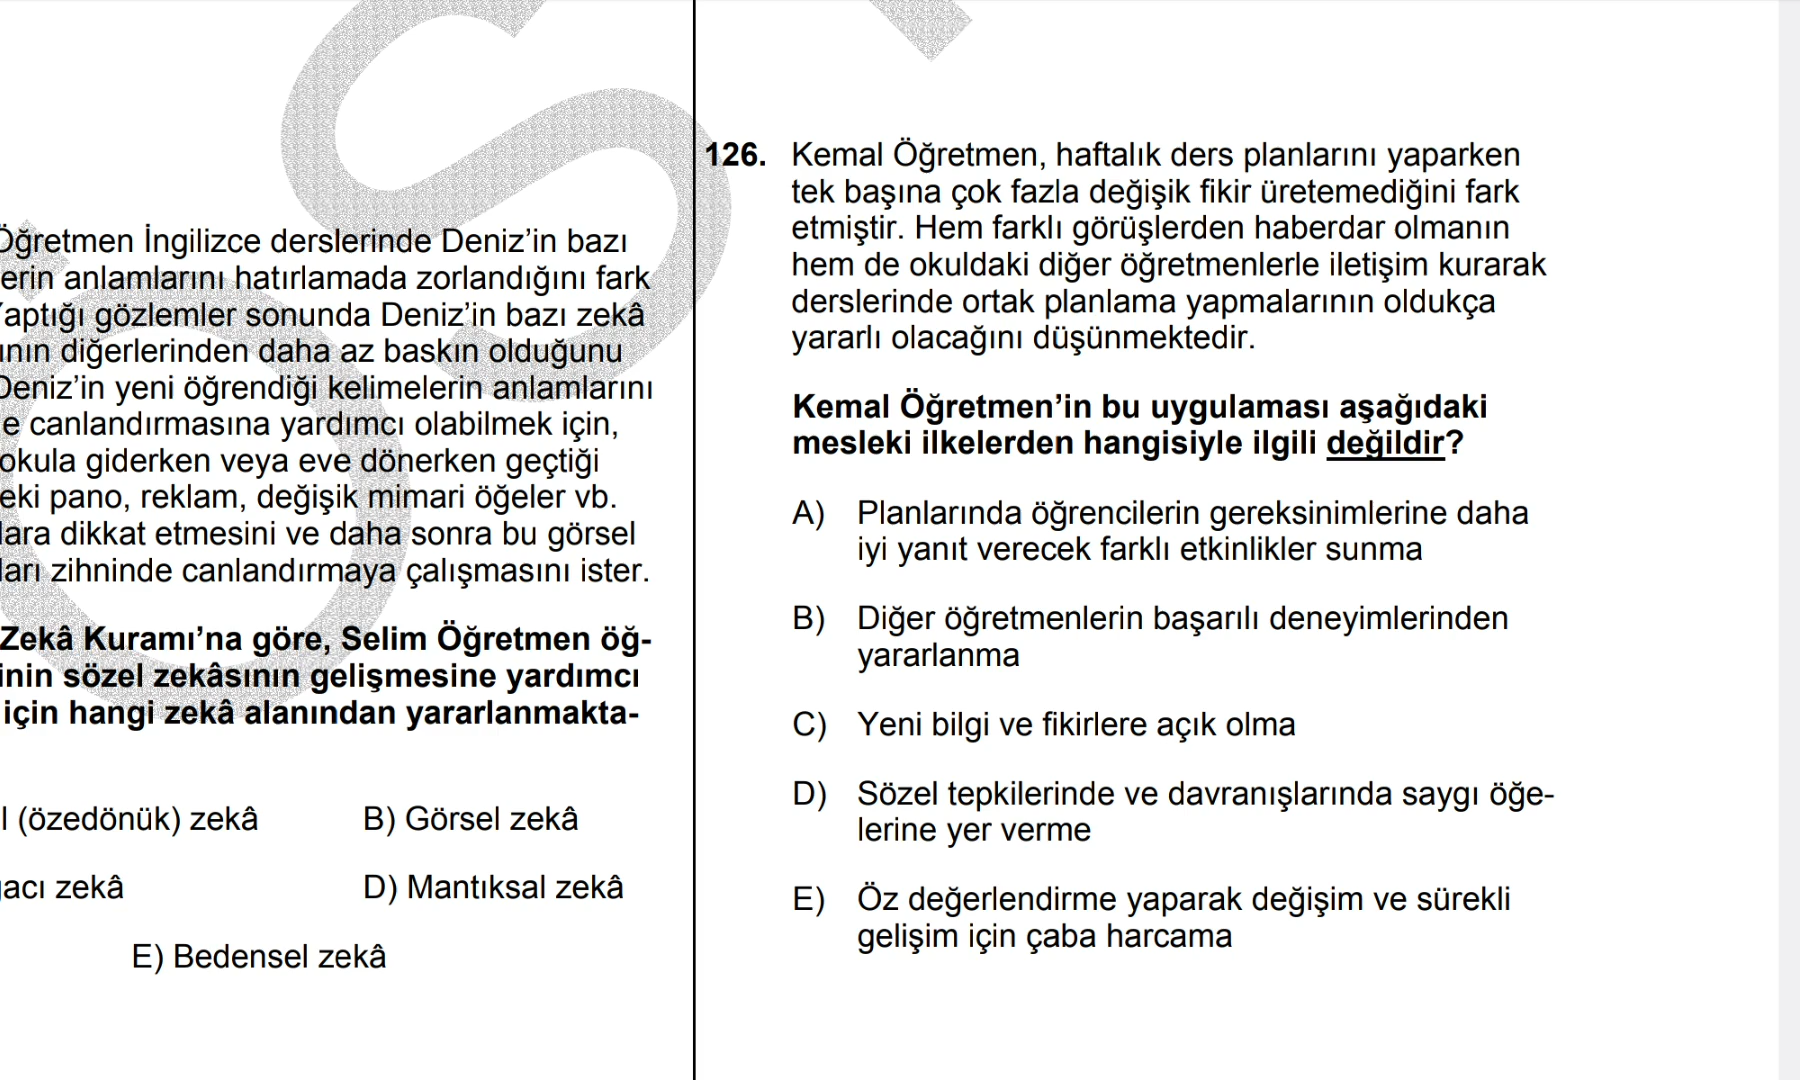 Öğretmen İngilizce derslerinde Deniz’in bazı
erin anlamlarını hatırlamada zorlandığını fark
Yaptığı gözlemler sonunda Deniz’in bazı zekâ
ının diğerlerinden daha az baskın olduğunu
Deniz’in yeni öğrendiği kelimelerin anlamlarını
e canlandırmasına yardımcı olabilmek için,
okula giderken veya eve dönerken geçtiği
eki pano, reklam, değişik mimari öğeler vb.
lara dikkat etmesini ve daha sonra bu görsel
ları zihninde canlandırmaya çalışmasını ister.
Zekâ Kuramı’na göre, Selim Öğretmen öğ-
inin sözel zekâsının gelişmesine yardımcı
için hangi zekâ alanından yararlanmakta-
l (özedönük) zekâ B) Görsel zekâ
acı zekâ D) Mantıksal zekâ
E) Bedensel zekâ
126. Kemal Öğretmen, haftalık ders planlarını yaparken
tek başına çok fazla değişik fikir üretemediğini fark
etmiştir. Hem farklı görüşlerden haberdar olmanın
hem de okuldaki diğer öğretmenlerle iletişim kurarak
derslerinde ortak planlama yapmalarının oldukça
yararlı olacağını düşünmektedir.
Kemal Öğretmen’in bu uygulaması aşağıdaki
mesleki ilkelerden hangisiyle ilgili değildir?
A) Planlarında öğrencilerin gereksinimlerine daha
iyi yanıt verecek farklı etkinlikler sunma
B) Diğer öğretmenlerin başarılı deneyimlerinden
yararlanma
C) Yeni bilgi ve fikirlere açık olma
D) Sözel tepkilerinde ve davranışlarında saygı öğe-
lerine yer verme
E) Öz değerlendirme yaparak değişim ve sürekli
gelişim için çaba harcama